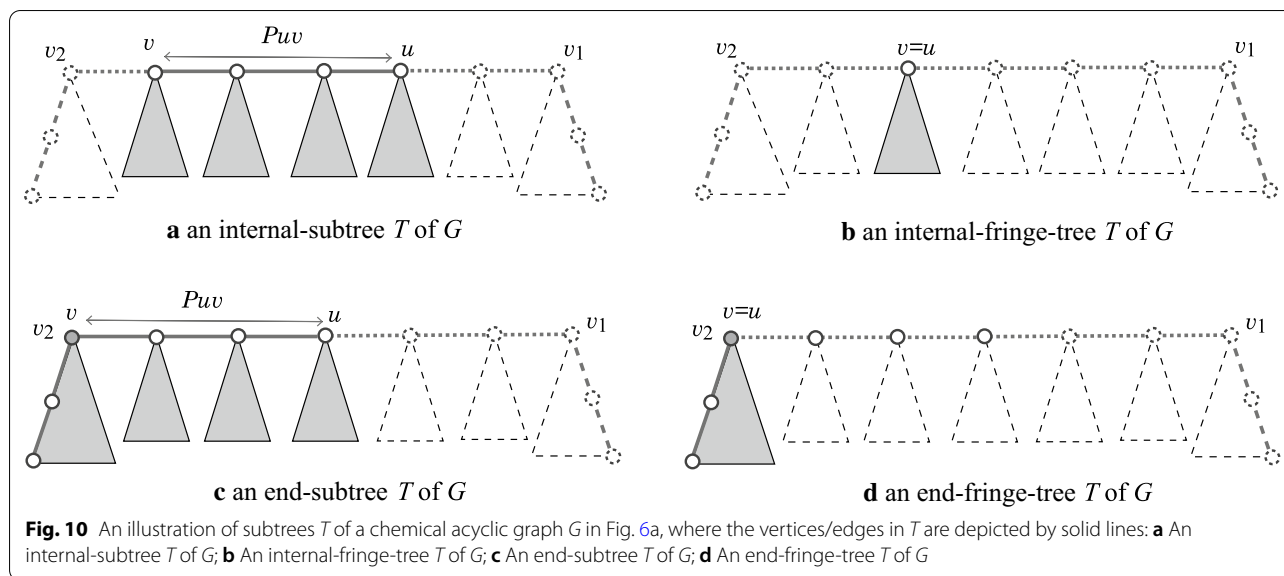 v2 v Puv u v1
v2 v=u v1
a an internal-subtree T of G
b an internal-fringe-tree T of G
v2 v Puv u v1
v2 v=u v1
c an end-subtree T of G
d an end-fringe-tree T of G
Fig. 10 An illustration of subtrees T of a chemical acyclic graph G in Fig. 6a, where the vertices/edges in T are depicted by solid lines: a An
internal-subtree T of G; b An internal-fringe-tree T of G; c An end-subtree T of G; d An end-fringe-tree T of G